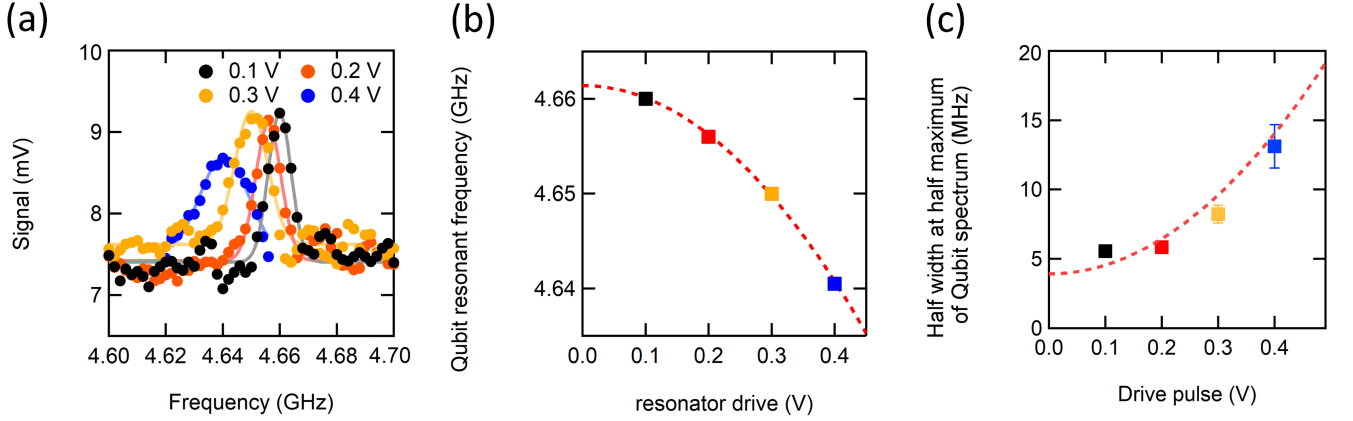 (a)
10
9
8
7
Signal (mV)
0.1 V
0.2 V
0.3 V
0.4 V
4.60 4.62 4.64 4.66 4.68 4.70
Frequency (GHz)
(b)
Qubit resonant frequency (GHz)
4.66
4.65
4.64
0.0 0.1 0.2 0.3 0.4
resonator drive (V)
(c)
Half width at half maximum
of Qubit spectrum (MHz)
20
15
10
5
0
0.0 0.1 0.2 0.3 0.4
Drive pulse (V)